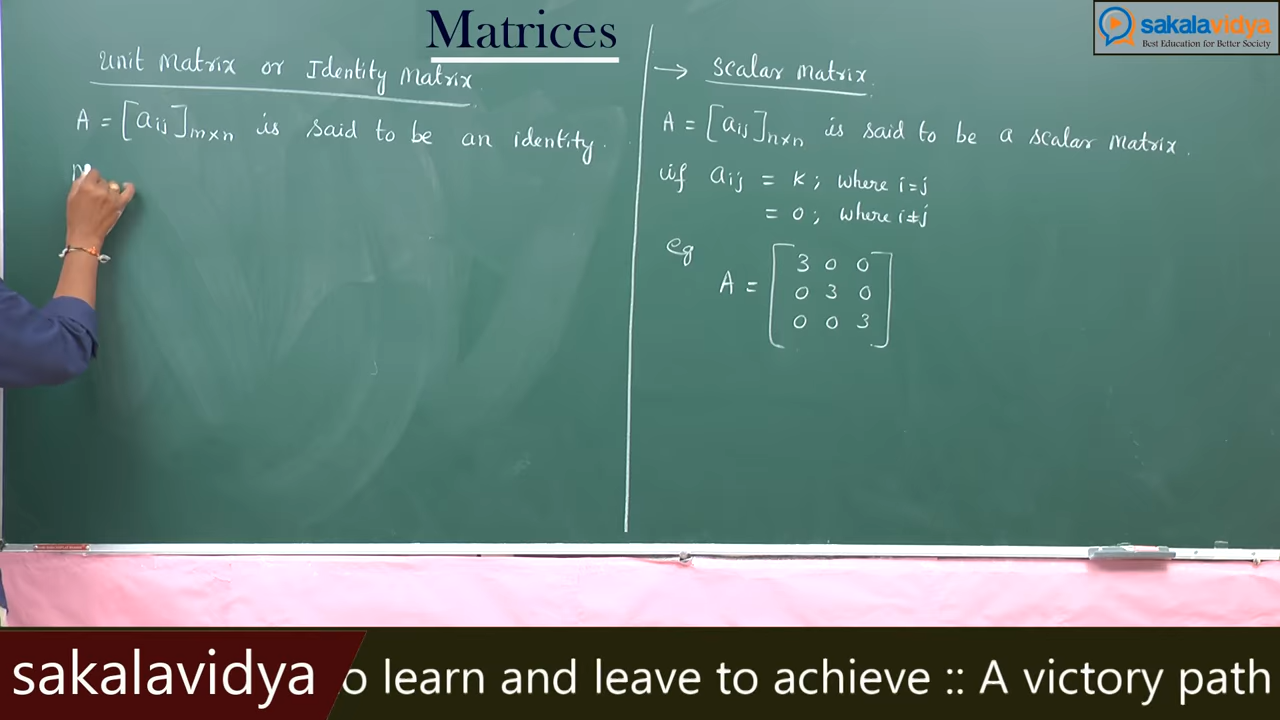 Matrices
sakalavidya
Best Education for Better Society
Unit Matrix or Identity Matrix
A = [aij]m×n is said to be an identity.
→ Scalar Matrix.
A = [aij]n×n is said to be a scalar Matrix.
if aij = K; where i=j
= 0; where i≠j
eg
A = [3 0 0
0 3 0
0 0 3]
sakalavidya
o learn and leave to achieve :: A victory path